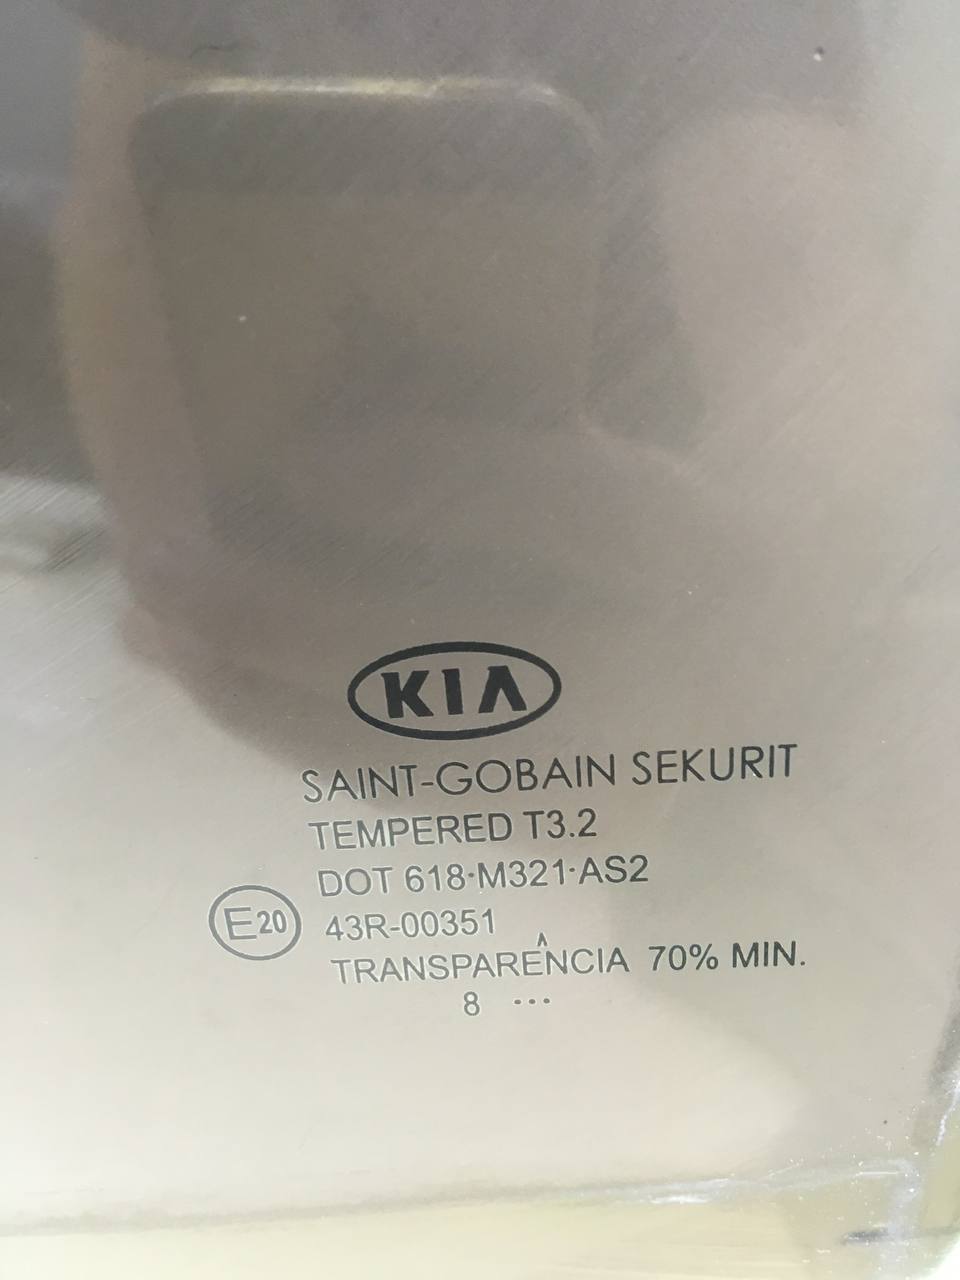 KIA
SAINT-GOBAIN SEKURIT
TEMPERED T3.2
DOT 618·M321·AS2
E20 43R-00351
TRANSPARÊNCIA 70% MIN.
8 ...